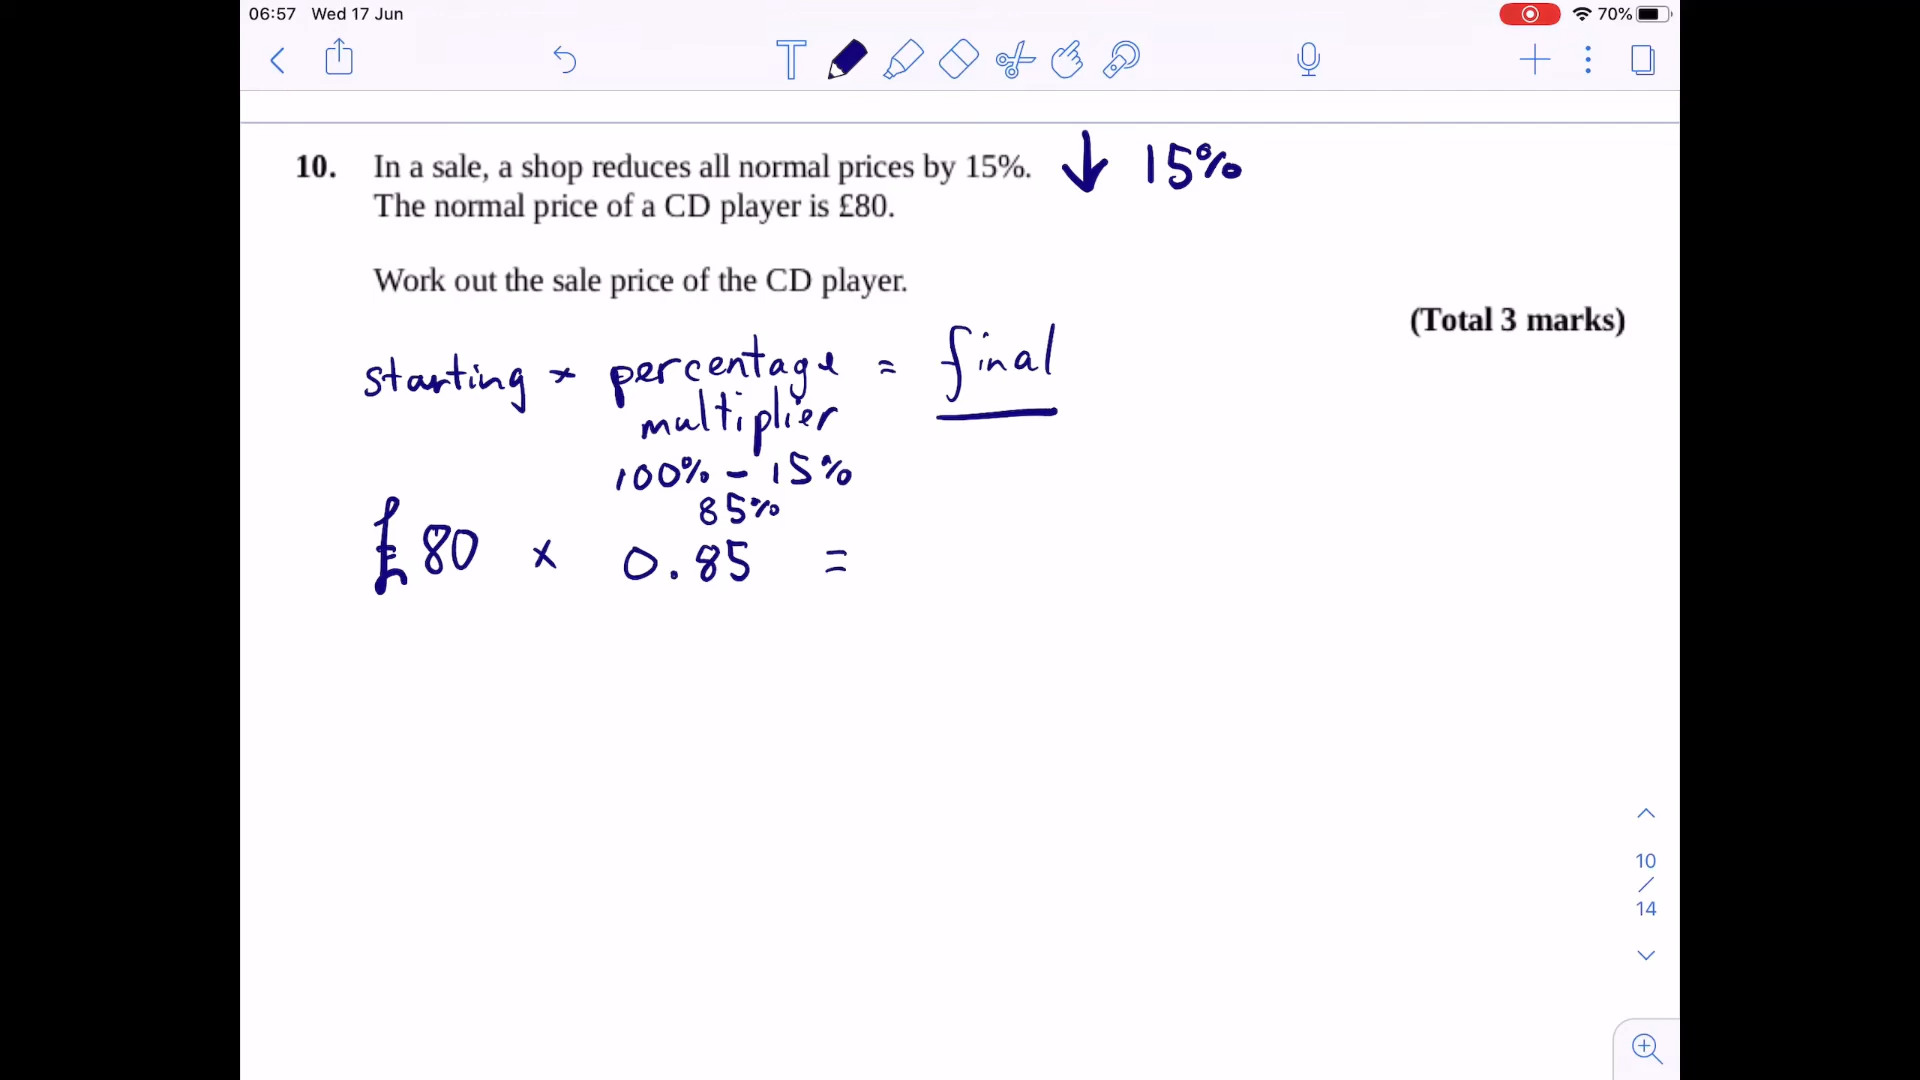 06:57 Wed 17 Jun 70%
10. In a sale, a shop reduces all normal prices by 15%. ↓ 15%
The normal price of a CD player is £80.
Work out the sale price of the CD player.
(Total 3 marks)
starting × percentage = final
multiplier
100% - 15%
85%
£80 × 0.85 =
10
/
14